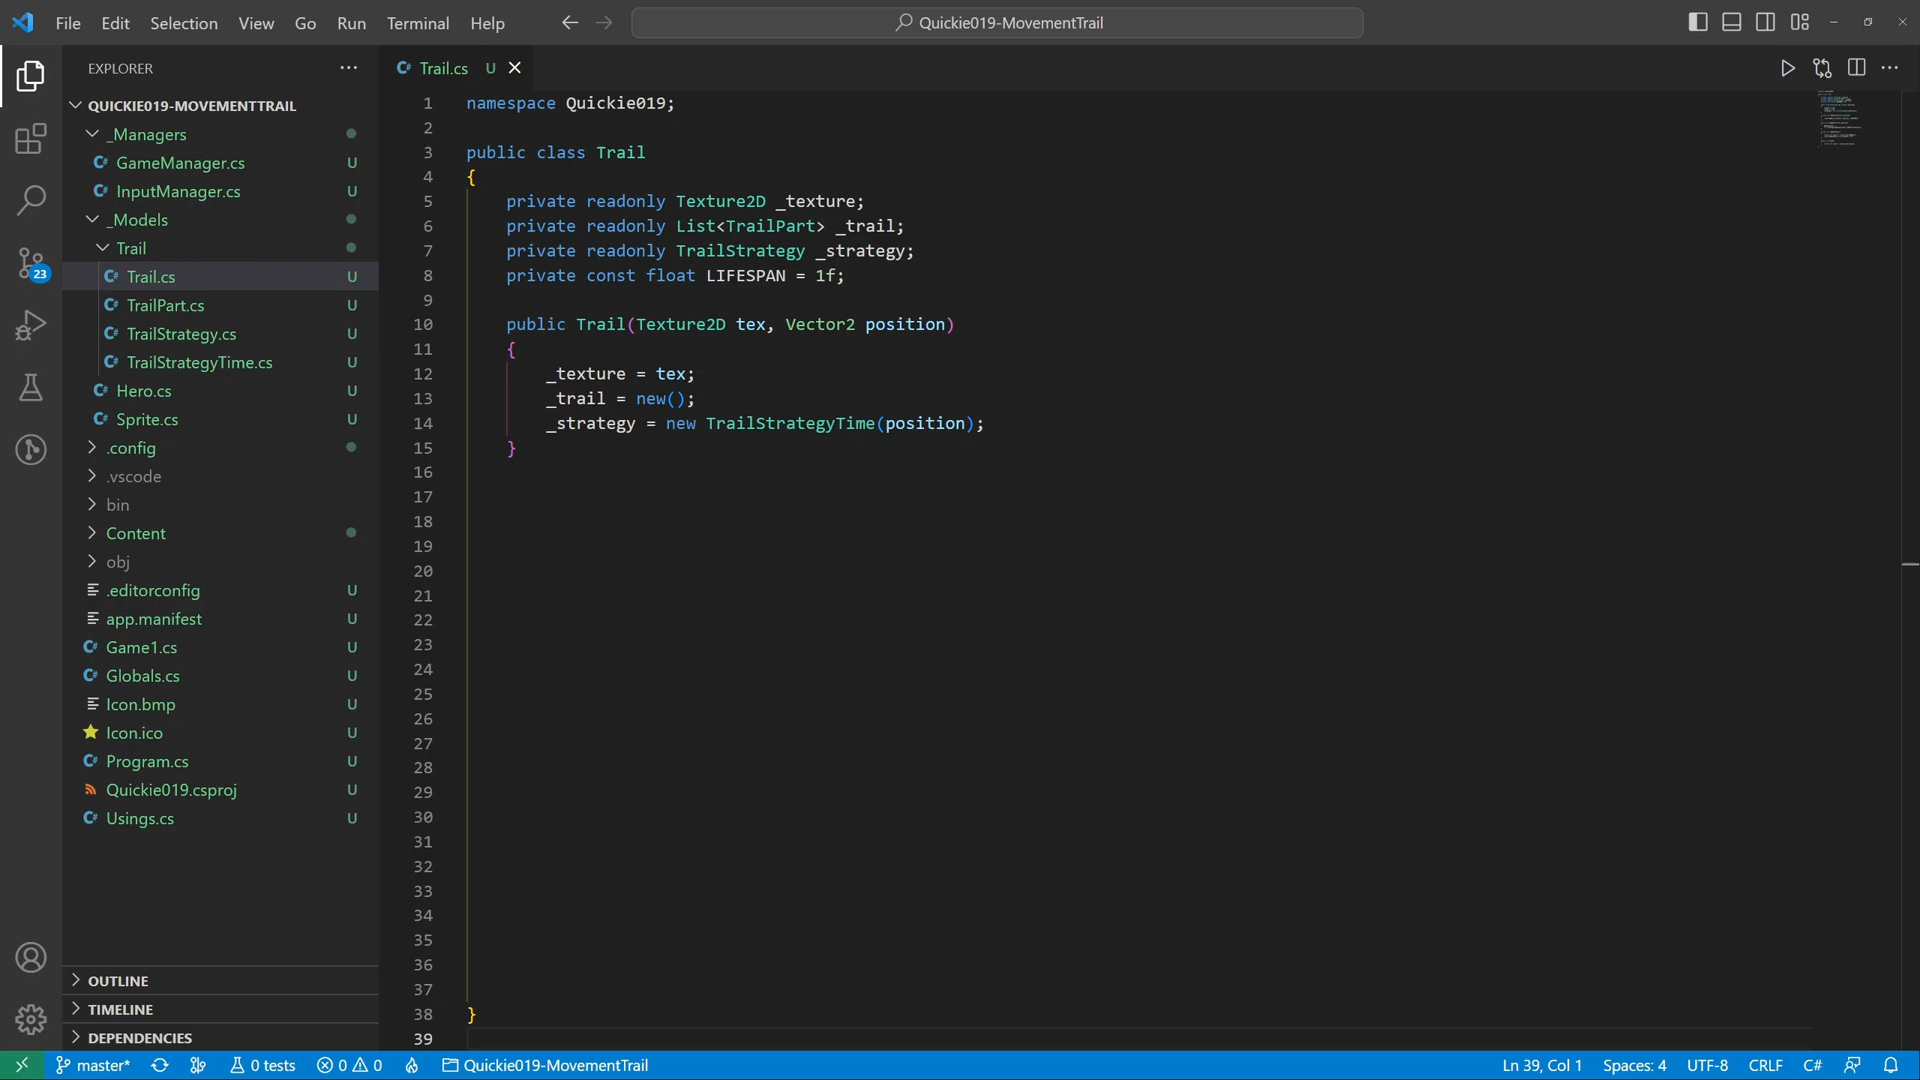 File Edit Selection View Go Run Terminal Help
Quickie019-MovementTrail
EXPLORER
QUICKIE019-MOVEMENTTRAIL
_Managers
GameManager.cs U
InputManager.cs U
_Models
Trail
Trail.cs U
TrailPart.cs U
TrailStrategy.cs U
TrailStrategyTime.cs U
Hero.cs U
Sprite.cs U
.config
.vscode
bin
Content
obj
.editorconfig U
app.manifest U
Game1.cs U
Globals.cs U
Icon.bmp U
Icon.ico U
Program.cs U
Quickie019.csproj U
Usings.cs U
OUTLINE
TIMELINE
DEPENDENCIES
23
Trail.cs U
1 namespace Quickie019;
2
3 public class Trail
4 {
5 private readonly Texture2D _texture;
6 private readonly List<TrailPart> _trail;
7 private readonly TrailStrategy _strategy;
8 private const float LIFESPAN = 1f;
9
10 public Trail(Texture2D tex, Vector2 position)
11 {
12 _texture = tex;
13 _trail = new();
14 _strategy = new TrailStrategyTime(position);
15 }
16
17
18
19
20
21
22
23
24
25
26
27
28
29
30
31
32
33
34
35
36
37
38 }
39
master* 0 tests 0 0 Quickie019-MovementTrail Ln 39, Col 1 Spaces: 4 UTF-8 CRLF C#